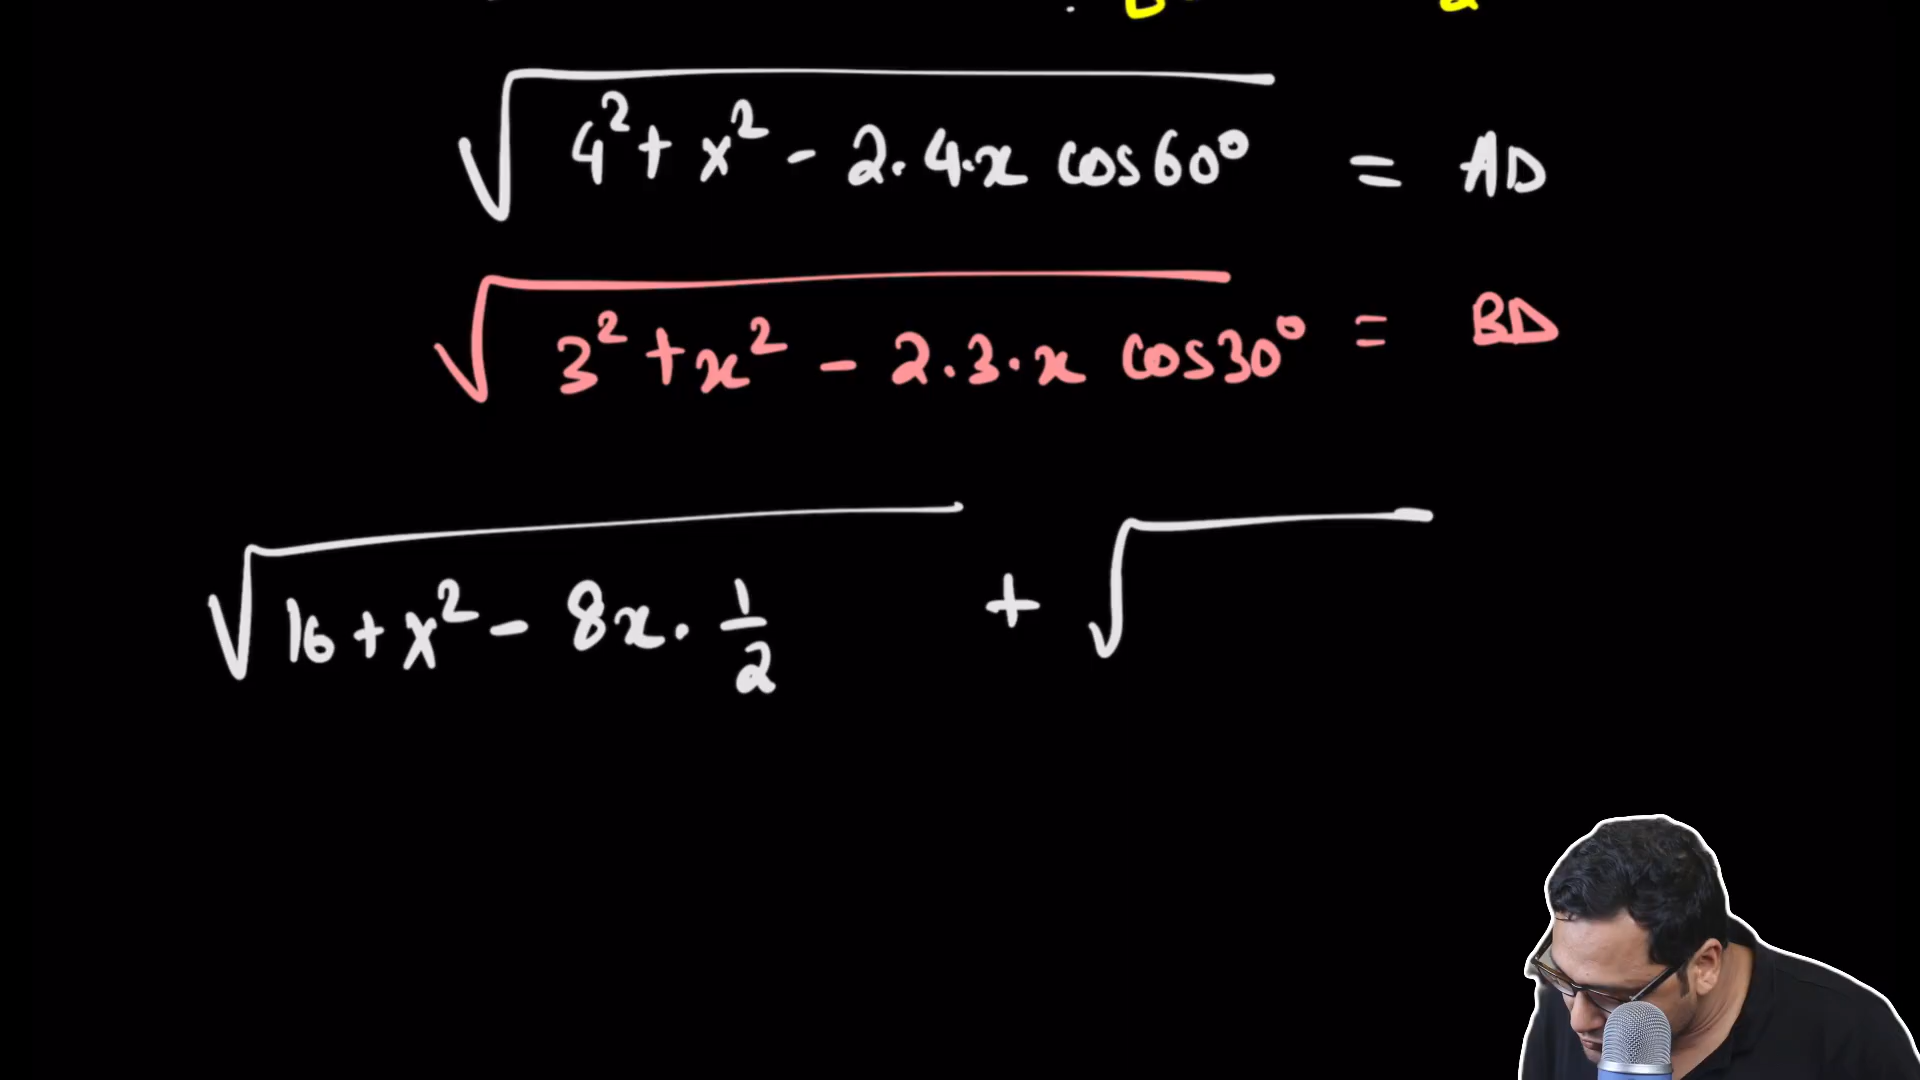 √(4² + x² - 2.4.x cos60°) = AD
√(3² + x² - 2.3.x cos30°) = BD
√(16 + x² - 8x. 1/2) + √